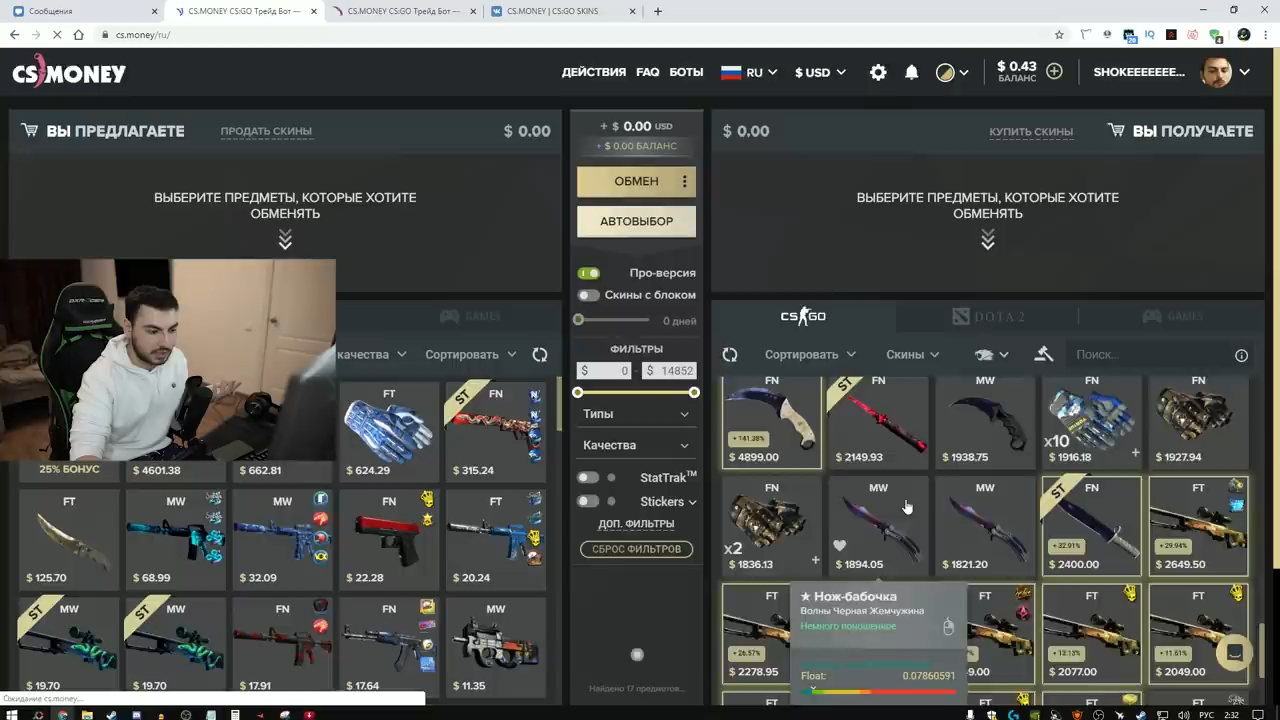 Сообщения
CS.MONEY CS:GO Трейд Бот —
CS.MONEY CS:GO Трейд Бот —
CS.MONEY | CS:GO SKINS
cs.money/ru/
CS MONEY
ДЕЙСТВИЯ FAQ БОТЫ RU $ USD $ 0.43 БАЛАНС SHOKEEEEEEE...
ВЫ ПРЕДЛАГАЕТЕ ПРОДАТЬ СКИНЫ $ 0.00
ВЫБЕРИТЕ ПРЕДМЕТЫ, КОТОРЫЕ ХОТИТЕ
ОБМЕНЯТЬ
+ $ 0.00 USD
+ $ 0.00 БАЛАНС
ОБМЕН
АВТОВЫБОР
Про-версия
Скины с блоком
0 дней
ФИЛЬТРЫ
$ 0 - $ 14852
Типы
Качества
StatTrak™
Stickers
ДОП. ФИЛЬТРЫ
СБРОС ФИЛЬТРОВ
Найдено 17 предметов...
$ 0.00 КУПИТЬ СКИНЫ ВЫ ПОЛУЧАЕТЕ
ВЫБЕРИТЕ ПРЕДМЕТЫ, КОТОРЫЕ ХОТИТЕ
ОБМЕНЯТЬ
GAMES
качества Сортировать
FT ST FN
25% БОНУС $ 4601.38 $ 662.81 $ 624.29 $ 315.24
FT MW MW FN FT
$ 125.70 $ 68.99 $ 32.09 $ 22.28 $ 20.24
ST MW ST MW FN FT MW
$ 19.70 $ 19.70 $ 17.91 $ 17.64 $ 11.35
CS GO DOTA 2 GAMES
Сортировать Скины Поиск...
FN ST FN MW MW FN
+ 141.38% x10
$ 4899.00 $ 2149.93 $ 1938.75 $ 1916.18 $ 1927.94
FN MW MW ST FN FT
x2 + 32.91% + 29.94%
$ 1836.13 $ 1894.05 $ 1821.20 $ 2400.00 $ 2649.50
FT FT FT FT
+ 26.57% + 13.13% + 11.61%
$ 2278.95 $ 2077.00 $ 2049.00
★ Нож-бабочка
Волны Черная Жемчужина
Немного поношенное
Float: 0.07860591
Ожидание cs.money...
РУС 2:32